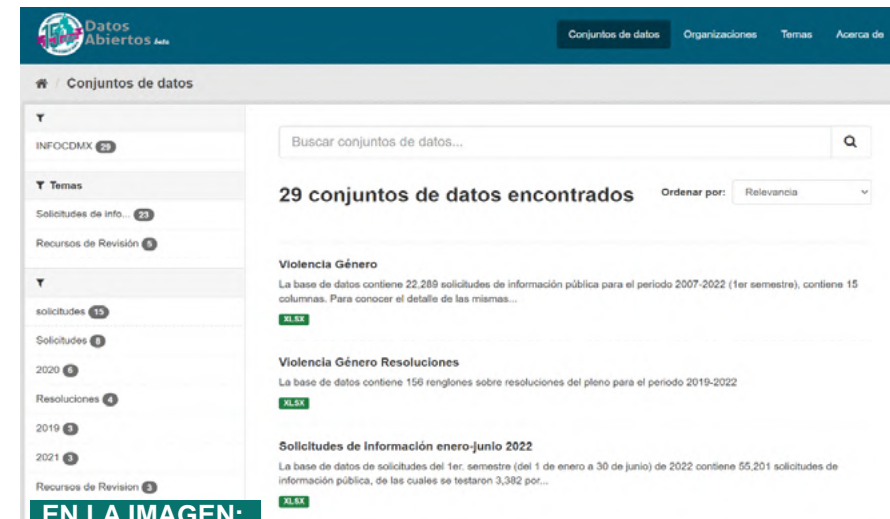 Datos
Abiertos Beta
Conjuntos de datos
Organizaciones
Temas
Acerca de
/ Conjuntos de datos
INFOCDMX 29
Temas
Solicitudes de info... 23
Recursos de Revisión 5
solicitudes 15
Solicitudes 8
2020 6
Resoluciones 4
2019 3
2021 3
Recursos de Revision 3
Buscar conjuntos de datos...
29 conjuntos de datos encontrados
Ordenar por:
Relevancia
Violencia Género
La base de datos contiene 22,289 solicitudes de información pública para el periodo 2007-2022 (1er semestre), contiene 15
columnas. Para conocer el detalle de las mismas...
XLSX
Violencia Género Resoluciones
La base de datos contiene 156 renglones sobre resoluciones del pleno para el periodo 2019-2022
XLSX
Solicitudes de Información enero-junio 2022
La base de datos de solicitudes del 1er. semestre (del 1 de enero a 30 de junio) de 2022 contiene 55,201 solicitudes de
información pública, de las cuales se testaron 3,382 por...
XLSX
EN LA IMAGEN: